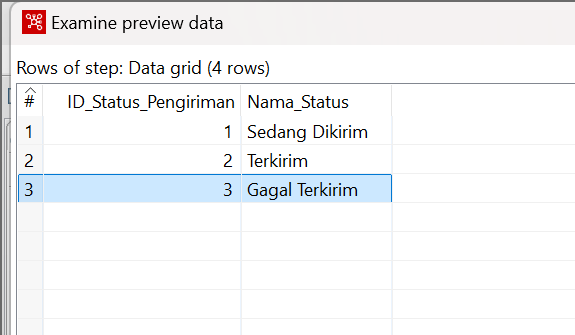 Examine preview data
Rows of step: Data grid (4 rows)
# ID_Status_Pengiriman Nama_Status
1 1 Sedang Dikirim
2 2 Terkirim
3 3 Gagal Terkirim